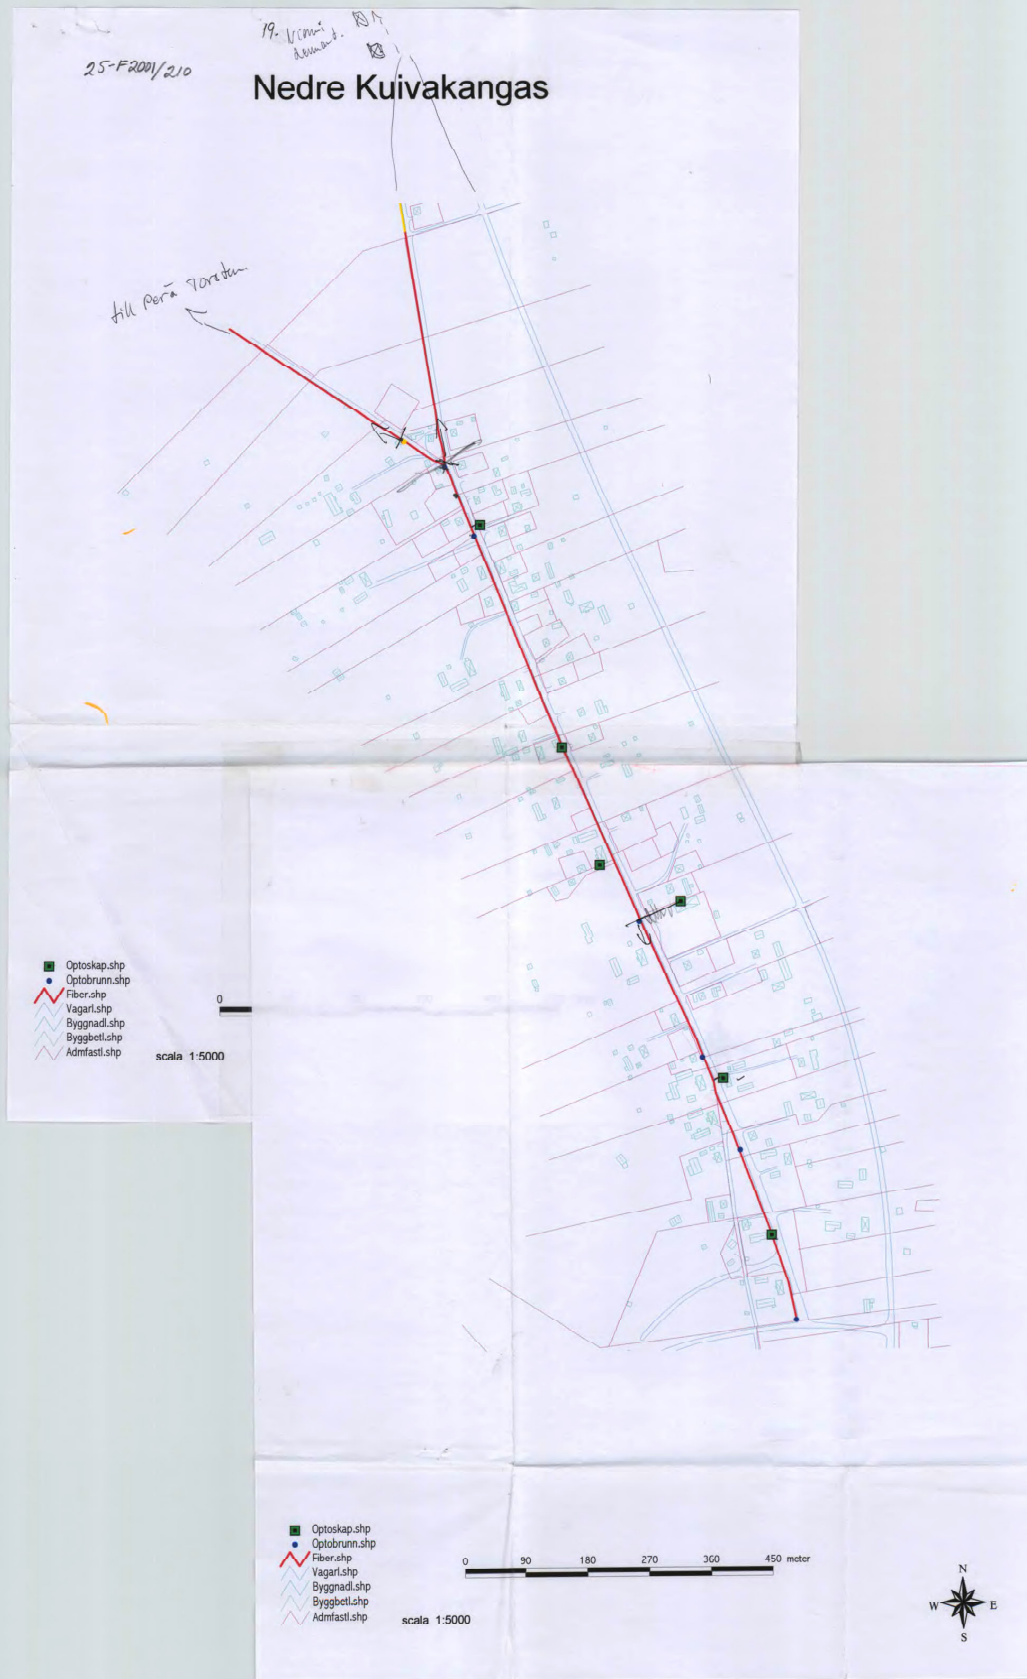 19.
25-F2001/210
Nedre Kuivakangas
till Perä
Optoskap.shp
Optobrunn.shp
Fiber.shp
Vagarl.shp
Byggnadl.shp
Byggbetl.shp
Admfastl.shp
0
scala 1:5000
Optoskap.shp
Optobrunn.shp
Fiber.shp
Vagarl.shp
Byggnadl.shp
Byggbetl.shp
Admfastl.shp
0 90 180 270 360 450 meter
scala 1:5000
N
W E
S